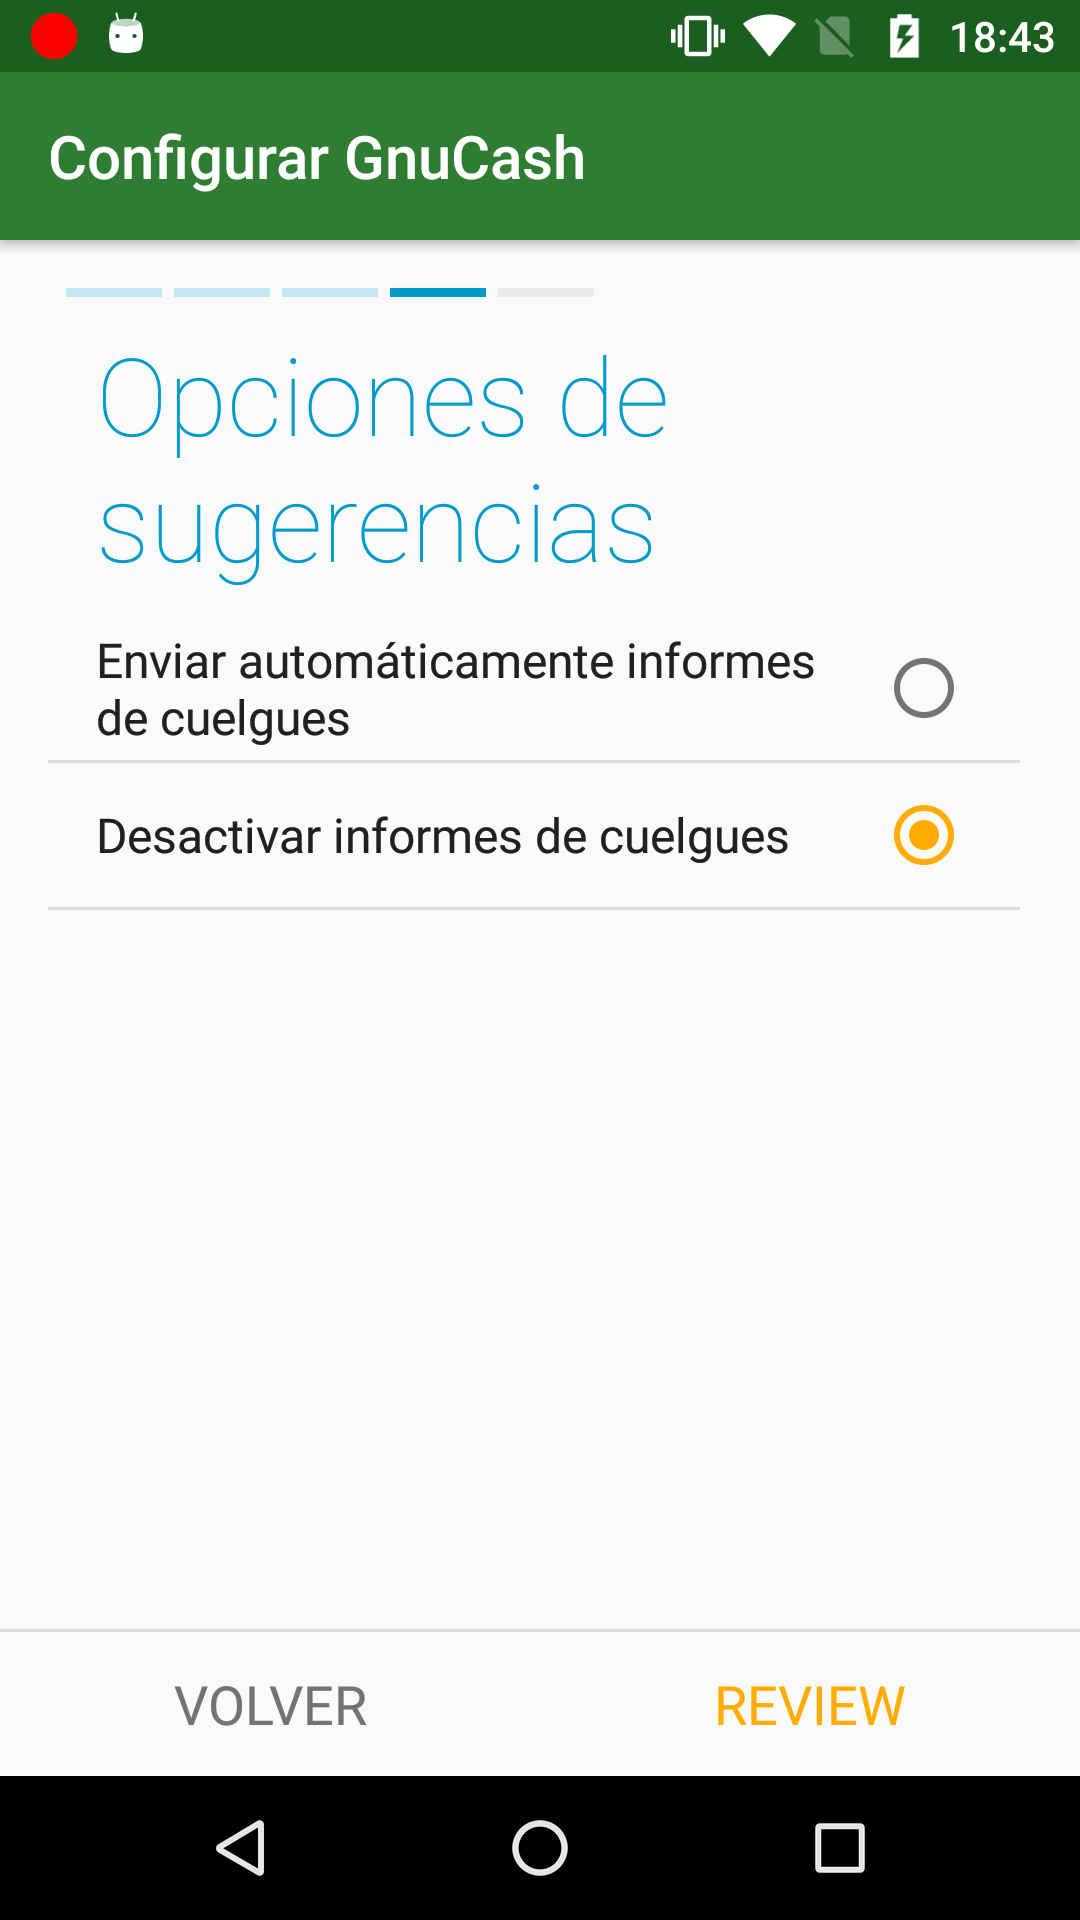 18:43
Configurar GnuCash
Opciones de
sugerencias
Enviar automáticamente informes
de cuelgues
Desactivar informes de cuelgues
VOLVER
REVIEW